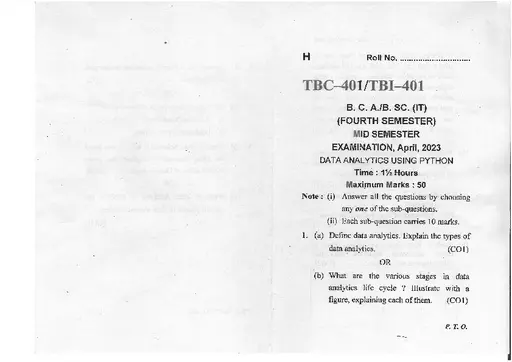 H Roll No. ..............................
TBC–401/TBI–401
B. C. A./B. SC. (IT)
(FOURTH SEMESTER)
MID SEMESTER
EXAMINATION, April, 2023
DATA ANALYTICS USING PYTHON
Time : 1½ Hours
Maximum Marks : 50
Note : (i) Answer all the questions by choosing
any one of the sub-questions.
(ii) Each sub-question carries 10 marks.
1. (a) Define data analytics. Explain the types of
data analytics. (CO1)
OR
(b) What are the various stages in data
analytics life cycle ? Illustrate with a
figure, explaining each of them. (CO1)
P. T. O.